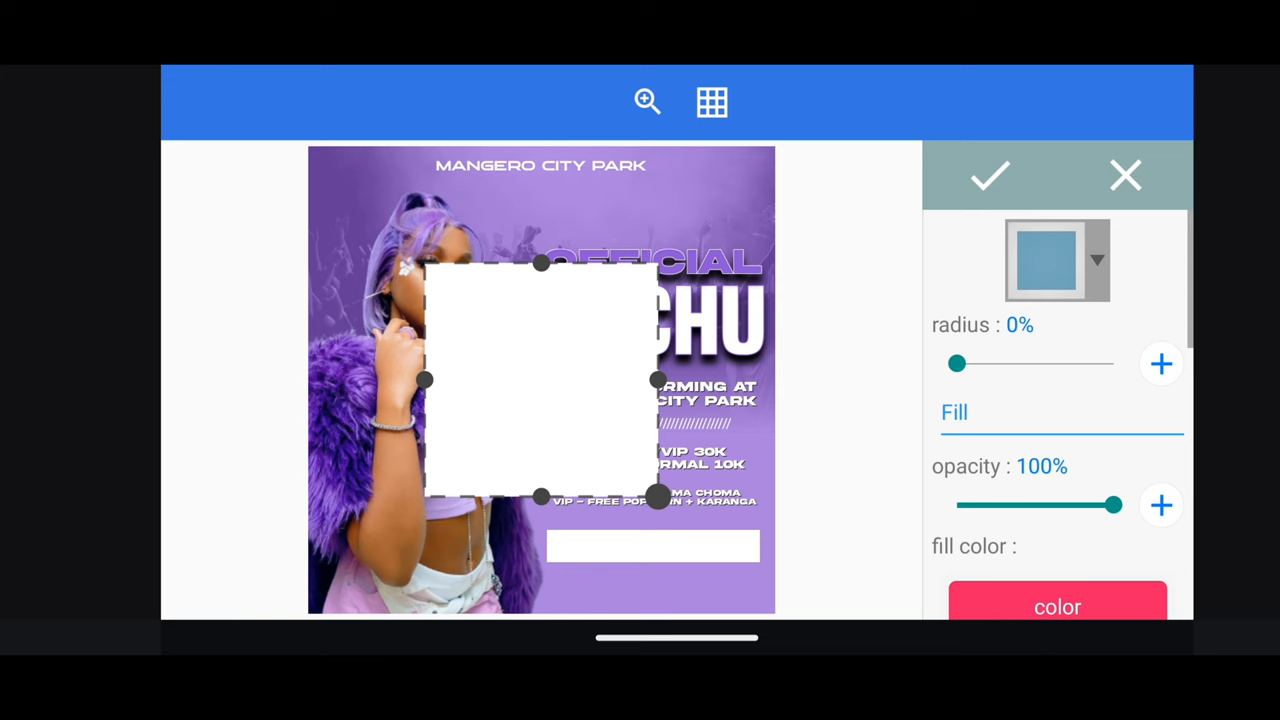 MANGERO CITY PARK
OFFICIAL
CHU
RMING AT
CITY PARK
//////////////////
VIP 30K
RMAL 10K
MA CHOMA
VIP – FREE POP N + KARANGA
radius : 0%
Fill
opacity : 100%
fill color :
color